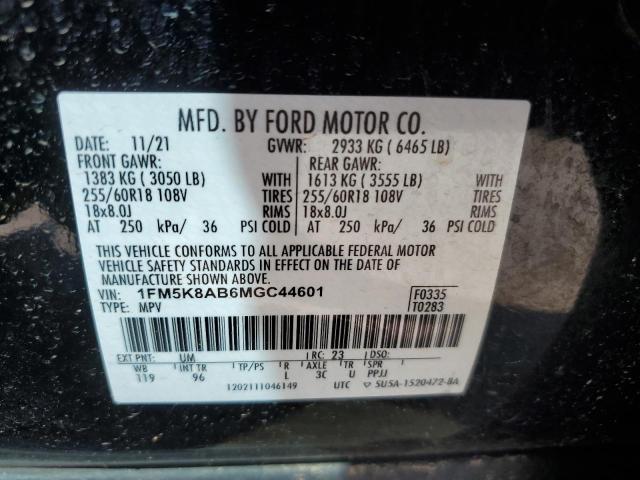 MFD. BY FORD MOTOR CO.
DATE: 11/21 GVWR: 2933 KG ( 6465 LB)
FRONT GAWR: REAR GAWR:
1383 KG ( 3050 LB) 1613 KG ( 3555 LB)
255/60R18 108V TIRES 255/60R18 108V TIRES
18x8.0J RIMS 18x8.0J RIMS
AT 250 kPa/ 36 PSI COLD AT 250 kPa/ 36 PSI COLD
THIS VEHICLE CONFORMS TO ALL APPLICABLE FEDERAL MOTOR
VEHICLE SAFETY STANDARDS IN EFFECT ON THE DATE OF
MANUFACTURE SHOWN ABOVE.
VIN: 1FM5K8AB6MGC44601 F0335
TYPE: MPV T0283
EXT PNT: UM RC: 23 DSO:
WB INT TR TP/PS R AXLE TR SPR
119 96 L 3C U PPJJ
1202111046149 UTC SU5A-1520472-BA